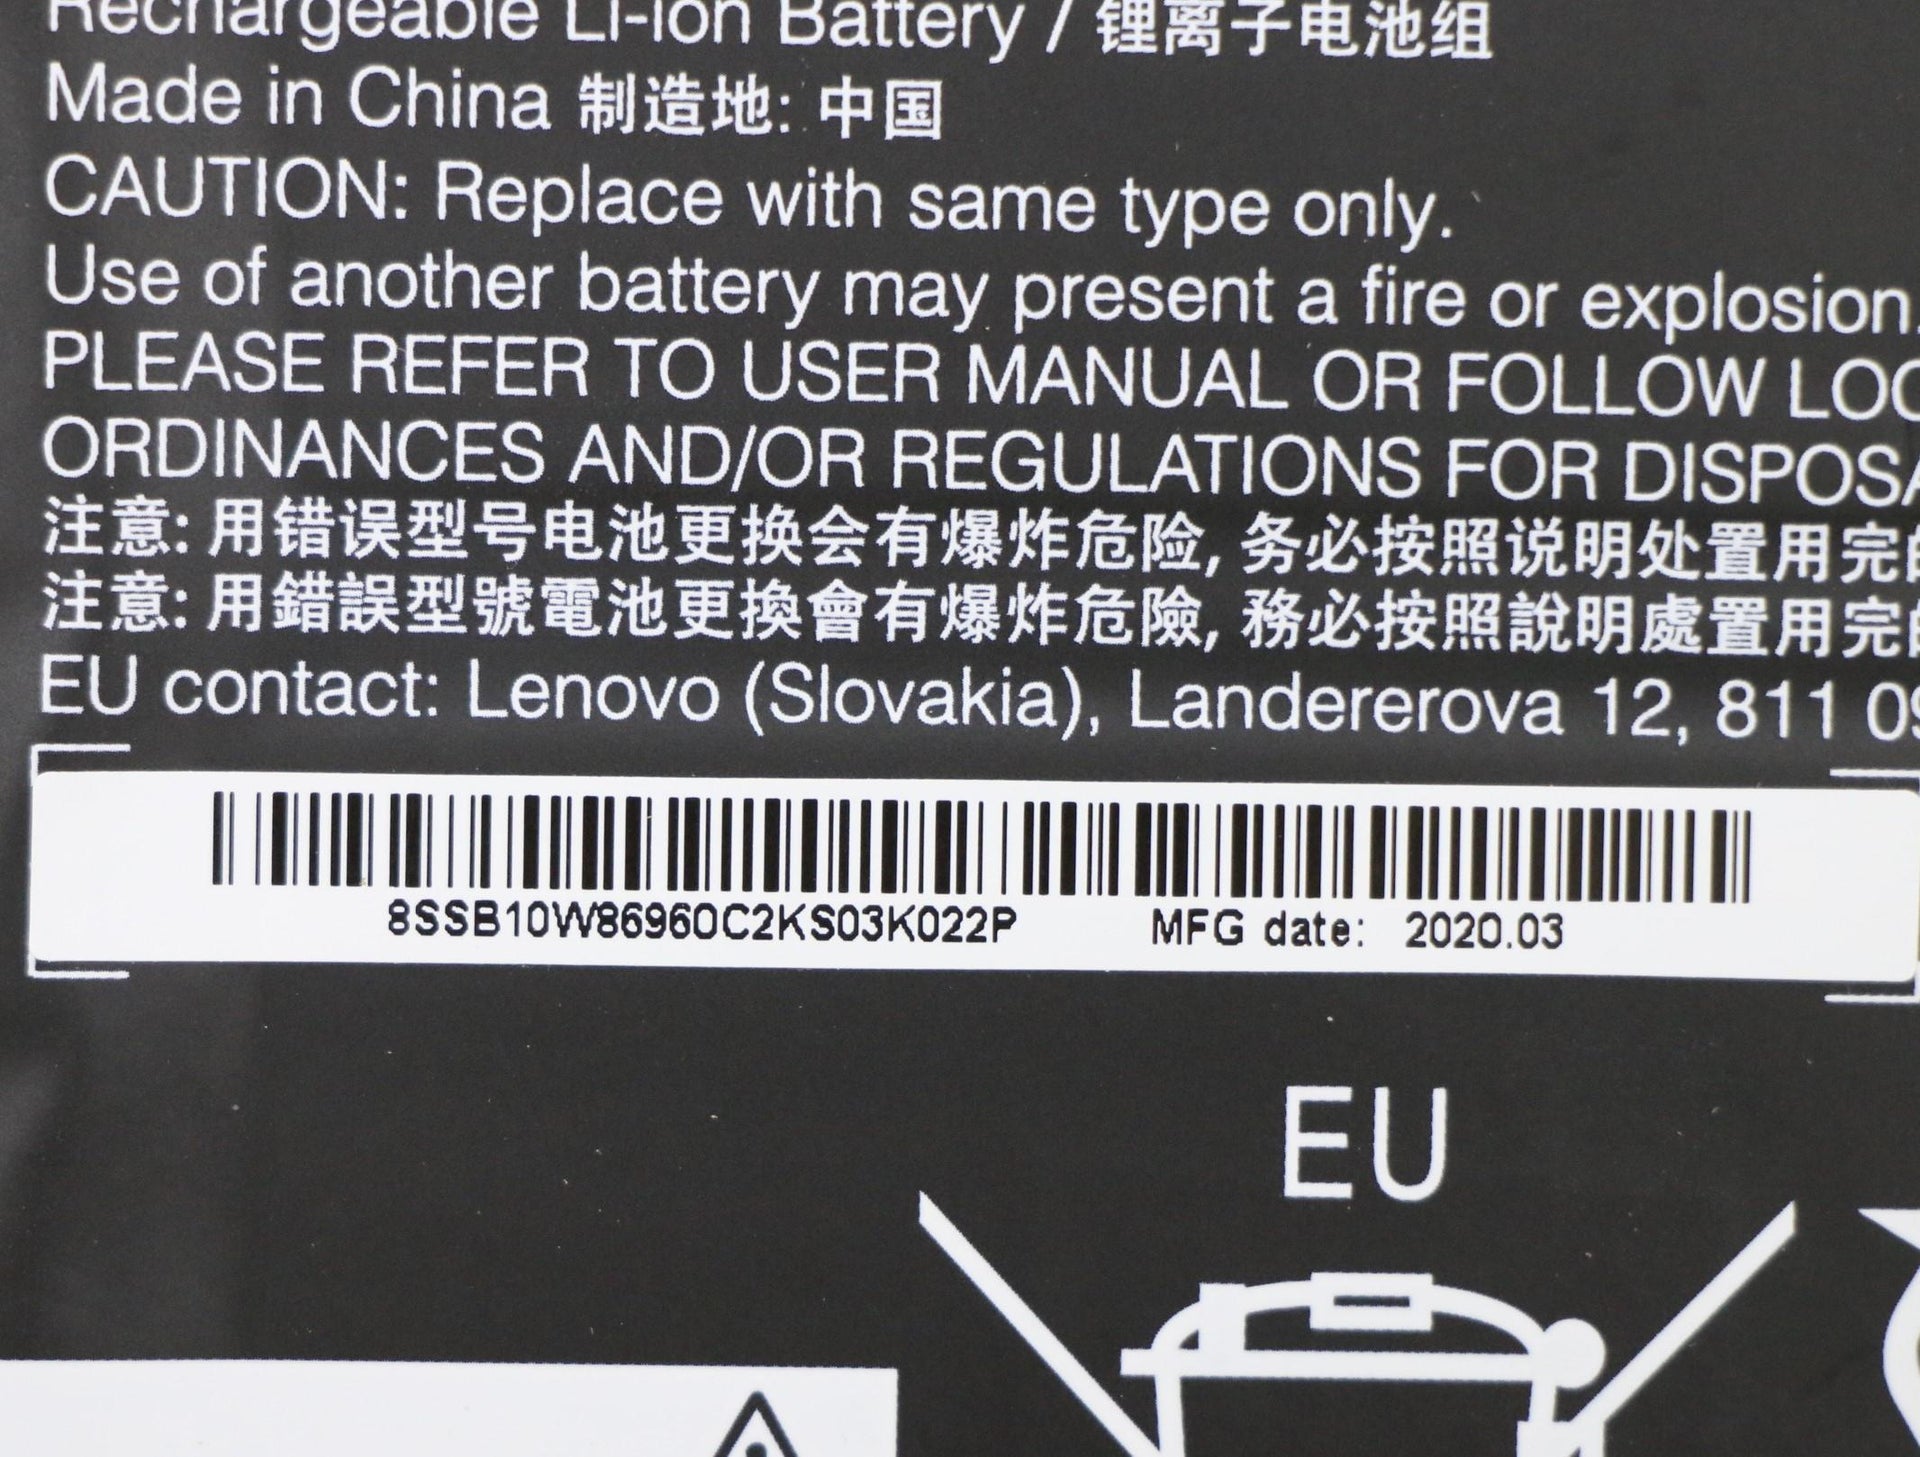 Rechargeable Li-ion Battery / 锂离子电池组
Made in China 制造地: 中国
CAUTION: Replace with same type only.
Use of another battery may present a fire or explosion.
PLEASE REFER TO USER MANUAL OR FOLLOW LOC
ORDINANCES AND/OR REGULATIONS FOR DISPOSA
注意: 用错误型号电池更换会有爆炸危险, 务必按照说明处置用完的
注意: 用錯誤型號電池更換會有爆炸危險, 務必按照說明處置用完的
EU contact: Lenovo (Slovakia), Landererova 12, 811 09
8SSB10W86960C2KS03K022P MFG date: 2020.03
EU